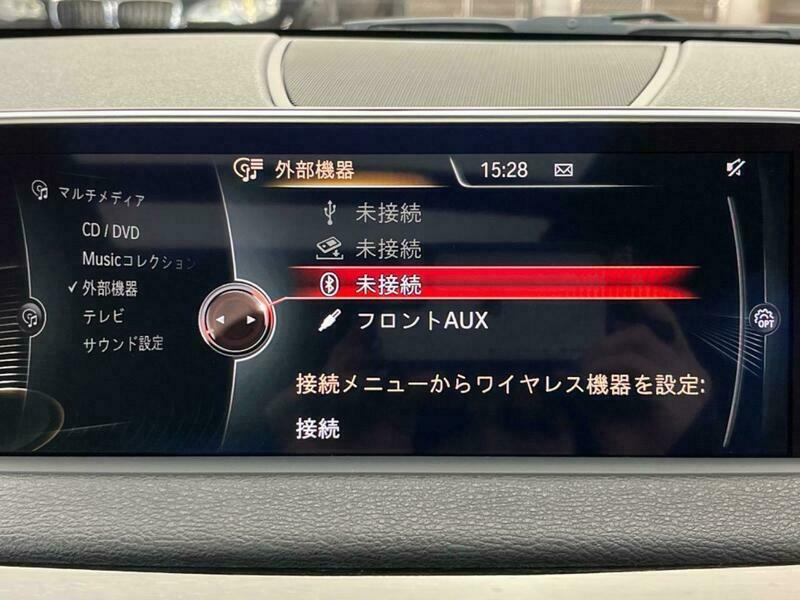 外部機器
15:28
マルチメディア
CD / DVD
Musicコレクション
外部機器
テレビ
サウンド設定
未接続
未接続
未接続
フロントAUX
接続メニューからワイヤレス機器を設定:
接続
OPT